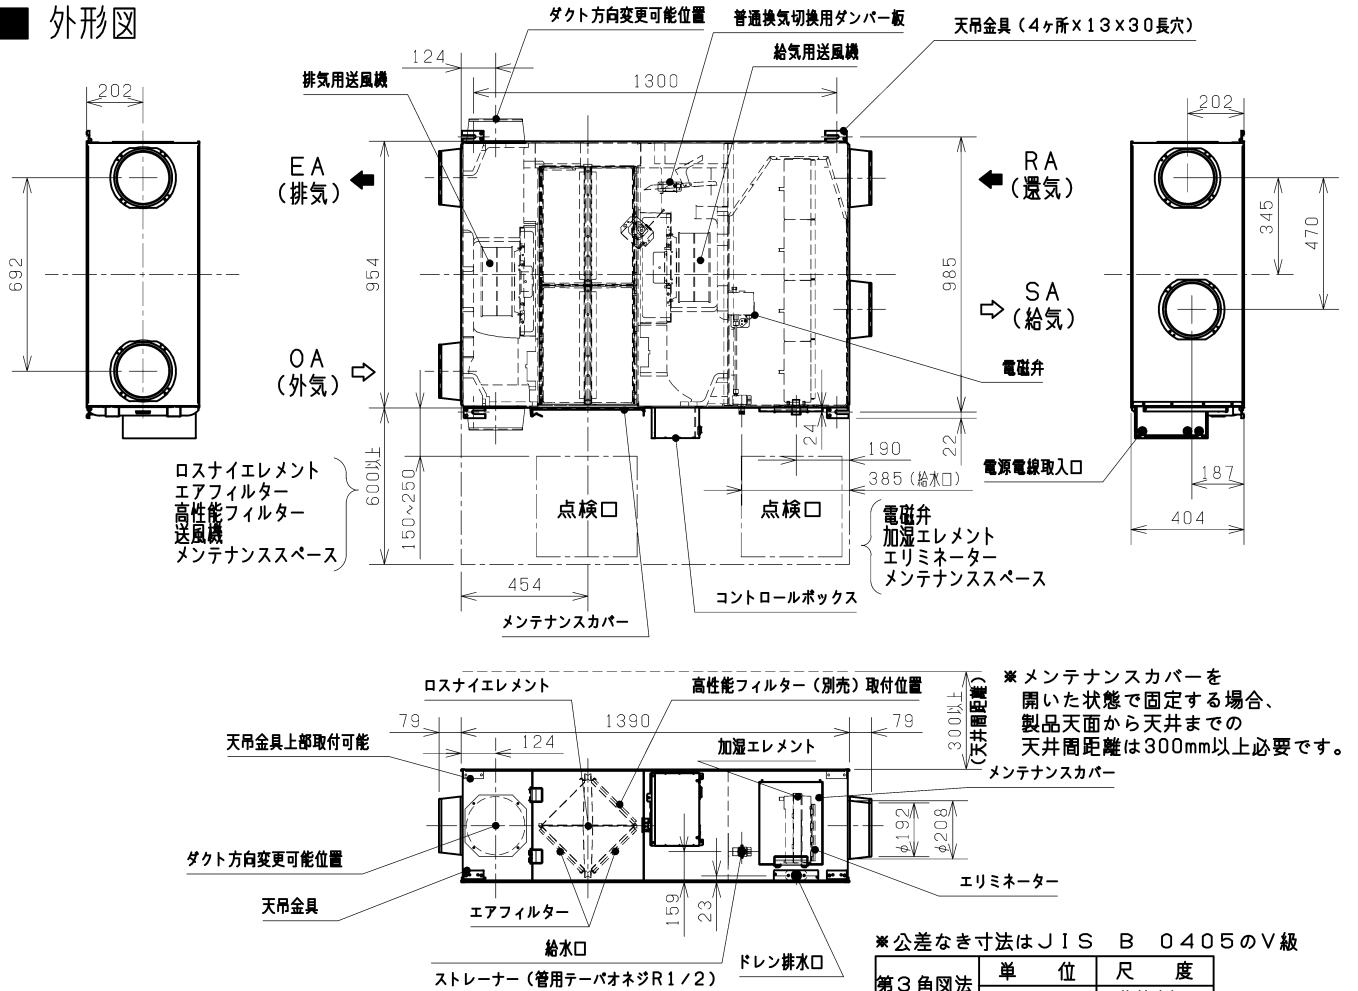 ■ 外形図
ダクト方向変更可能位置
普通換気切換用ダンパー板
天吊金具（4ヶ所×13×30長穴）
124
排気用送風機
給気用送風機
1300
202
202
EA
（排気）
RA
（還気）
692
954
985
345
470
SA
（給気）
OA
（外気）
電磁弁
24
22
190
385（給水口）
電源電線取入口
187
404
ロスナイエレメント
エアフィルター
高性能フィルター
送風機
メンテナンススペース
600以上
150~250
点検口
点検口
電磁弁
加湿エレメント
エリミネーター
メンテナンススペース
454
コントロールボックス
メンテナンスカバー
ロスナイエレメント
高性能フィルター（別売）取付位置
79
1390
79
300以上
（天井間距離）
※メンテナンスカバーを
開いた状態で固定する場合、
製品天面から天井までの
天井間距離は300mm以上必要です。
天吊金具上部取付可能
124
加湿エレメント
メンテナンスカバー
φ192
φ208
ダクト方向変更可能位置
エリミネーター
天吊金具
エアフィルター
159
23
給水口
ストレーナー（管用テーパオネジR1/2）
ドレン排水口
※公差なき寸法はJIS B 0405のV級
第3角図法
単 位
尺 度